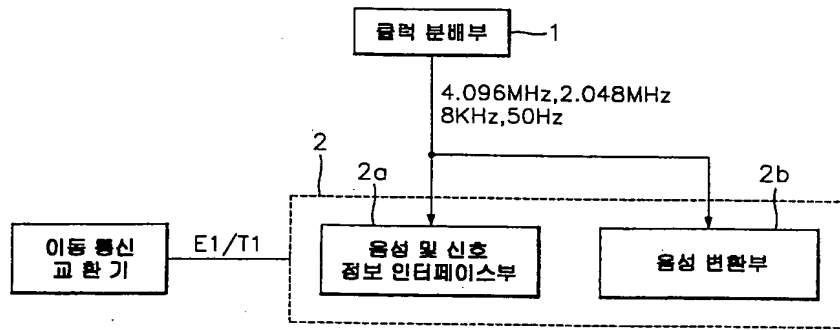 클럭 분배부
1
4.096MHz,2.048MHz
8KHz,50Hz
2
2a
2b
이동 통신
교 환 기
E1/T1
음성 및 신호
정보 인터페이스부
음성 변환부